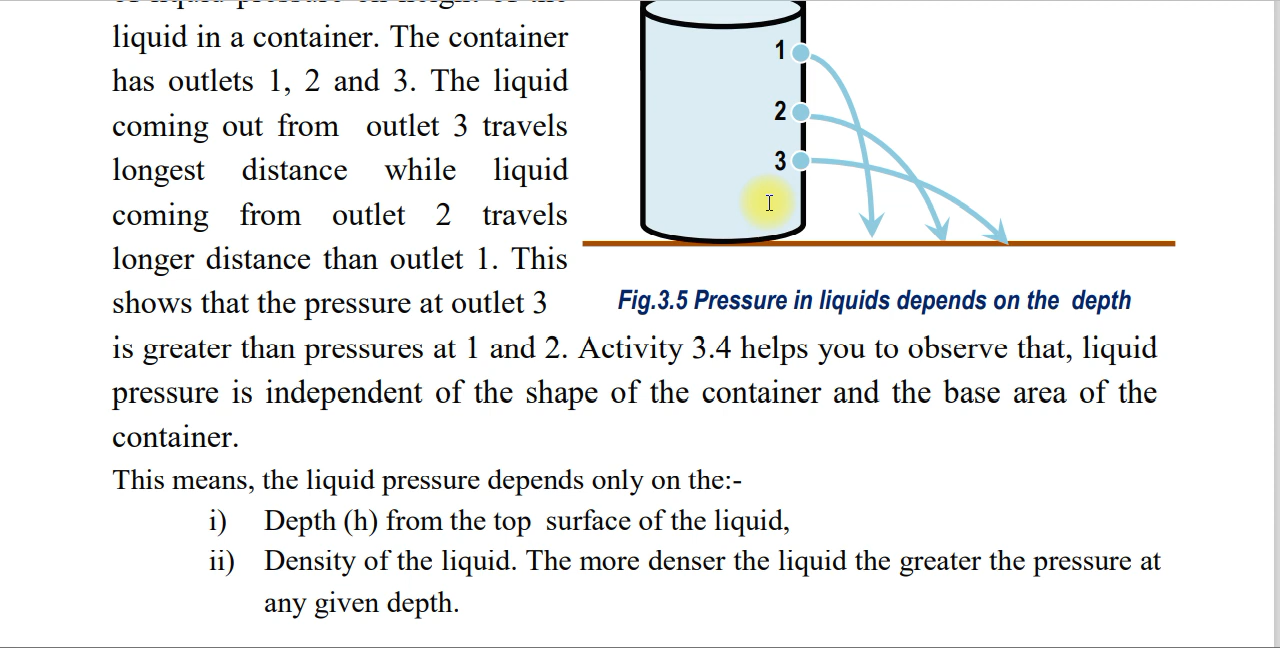 liquid in a container. The container
has outlets 1, 2 and 3. The liquid
coming out from outlet 3 travels
longest distance while liquid
coming from outlet 2 travels
longer distance than outlet 1. This
shows that the pressure at outlet 3
1
2
3
Fig.3.5 Pressure in liquids depends on the depth
is greater than pressures at 1 and 2. Activity 3.4 helps you to observe that, liquid
pressure is independent of the shape of the container and the base area of the
container.
This means, the liquid pressure depends only on the:-
i) Depth (h) from the top surface of the liquid,
ii) Density of the liquid. The more denser the liquid the greater the pressure at
any given depth.